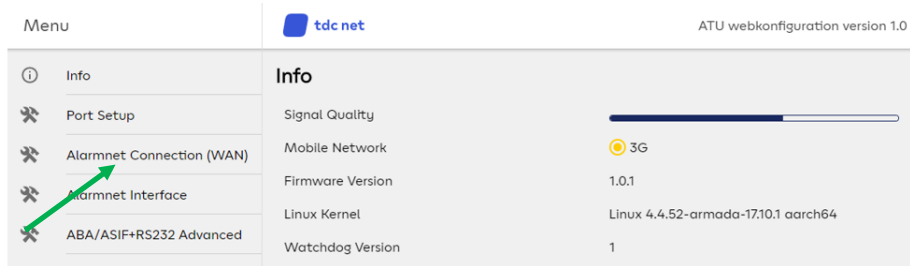 Menu
tdc net
ATU webkonfiguration version 1.0
Info
Port Setup
Alarmnet Connection (WAN)
Alarmnet Interface
ABA/ASIF+RS232 Advanced
Info
Signal Quality
Mobile Network 3G
Firmware Version 1.0.1
Linux Kernel Linux 4.4.52-armada-17.10.1 aarch64
Watchdog Version 1